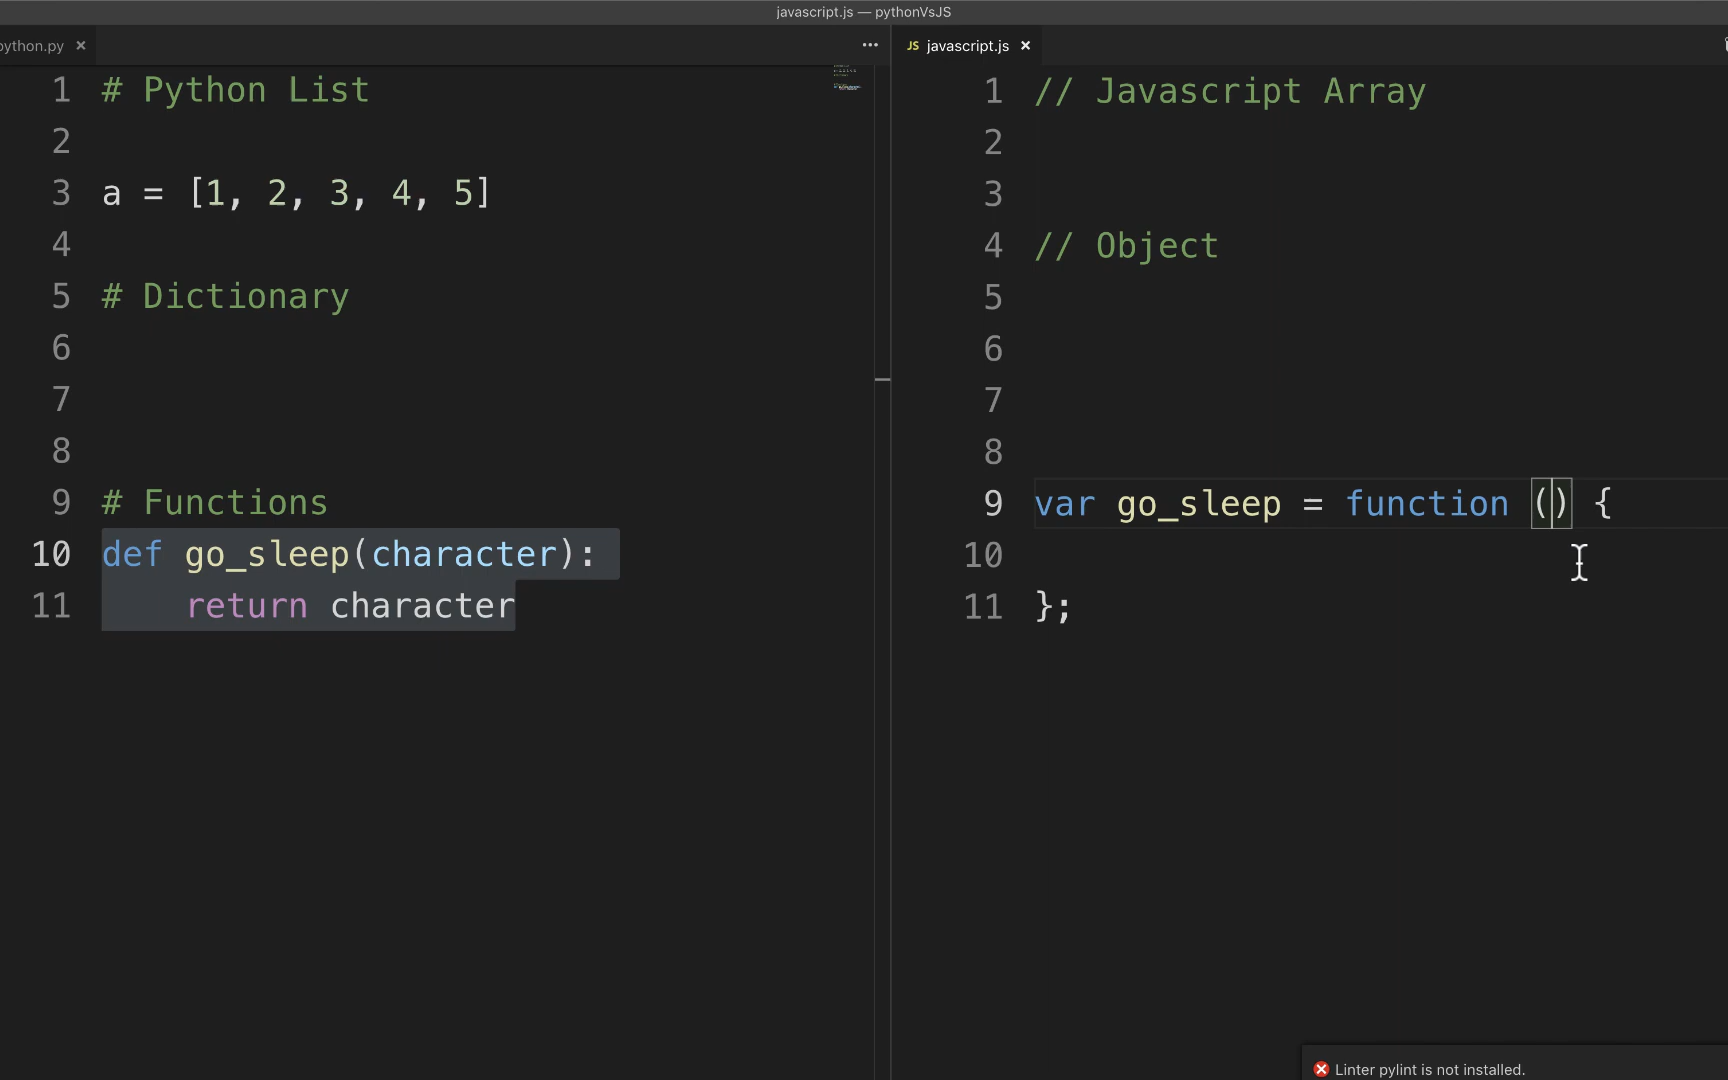 javascript.js — pythonVsJS
python.py ×
···
JS javascript.js ×
1 # Python List
2
3 a = [1, 2, 3, 4, 5]
4
5 # Dictionary
6
7
8
9 # Functions
10 def go_sleep(character):
11     return character
1 // Javascript Array
2
3
4 // Object
5
6
7
8
9 var go_sleep = function () {
10
11 };
Linter pylint is not installed.